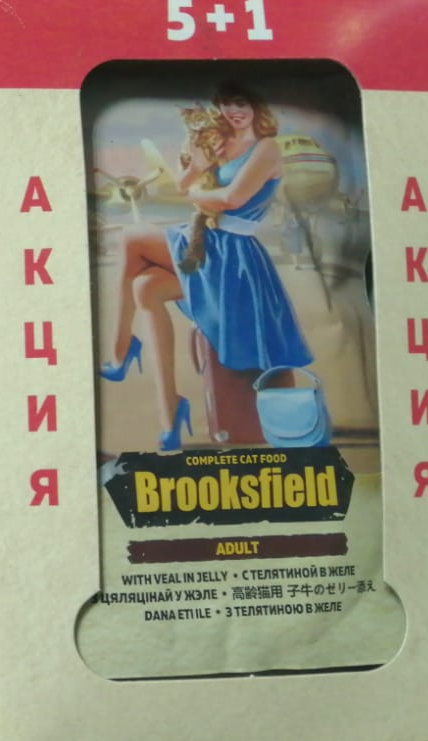 5+1
АКЦИЯ
COMPLETE CAT FOOD
Brooksfield
ADULT
WITH VEAL IN JELLY • С ТЕЛЯТИНОЙ В ЖЕЛЕ
ЦЯЛЯЦІНАЙ У ЖЭЛЕ • 高齢猫用 子牛のゼリー添え
DANA ETI ILE • З ТЕЛЯТИНОЮ В ЖЕЛЕ
АКЦИЯ